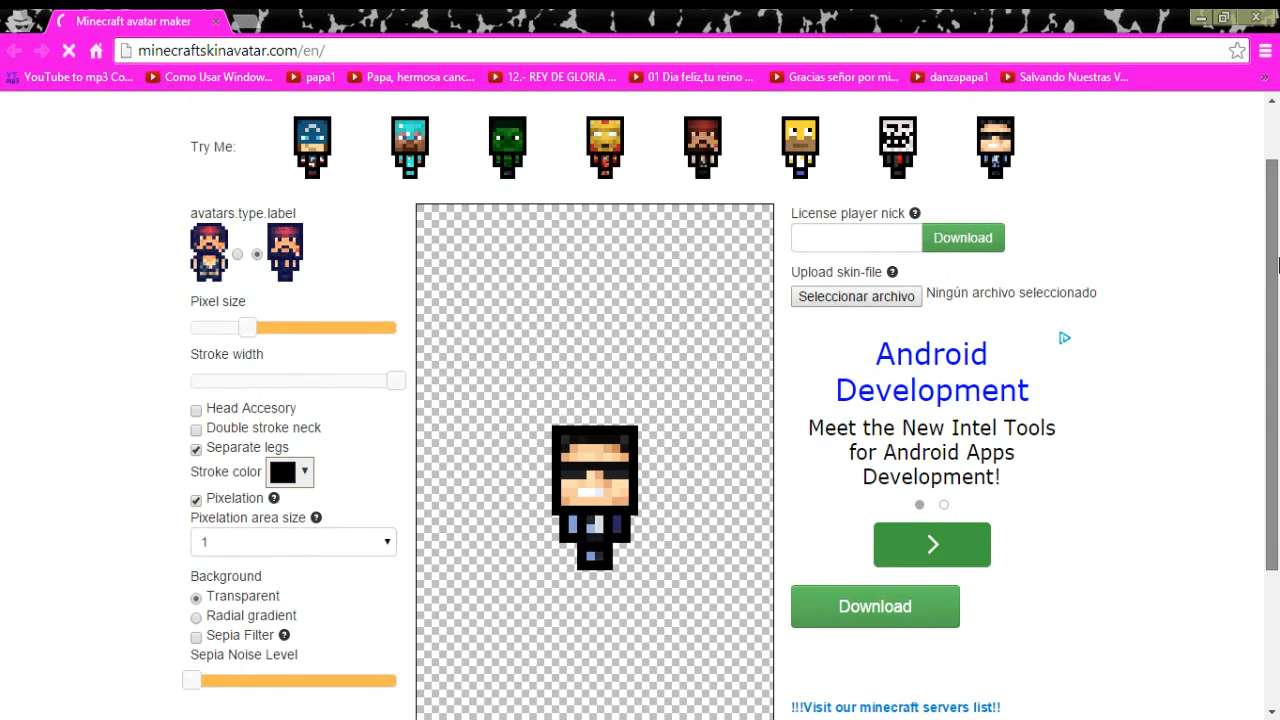 Minecraft avatar maker
minecraftskinavatar.com/en/
YouTube to mp3 Co...
Como Usar Window...
papa1
Papa, hermosa canc...
12.- REY DE GLORIA ...
01 Dia feliz,tu reino ...
Gracias señor por mi...
danzapapa1
Salvando Nuestras V...
»
Try Me:
avatars.type.label
Pixel size
Stroke width
Head Accesory
Double stroke neck
Separate legs
Stroke color
Pixelation
Pixelation area size
1
Background
Transparent
Radial gradient
Sepia Filter
Sepia Noise Level
License player nick
Download
Upload skin-file
Seleccionar archivo Ningún archivo seleccionado
Android
Development
Meet the New Intel Tools
for Android Apps
Development!
Download
!!!Visit our minecraft servers list!!